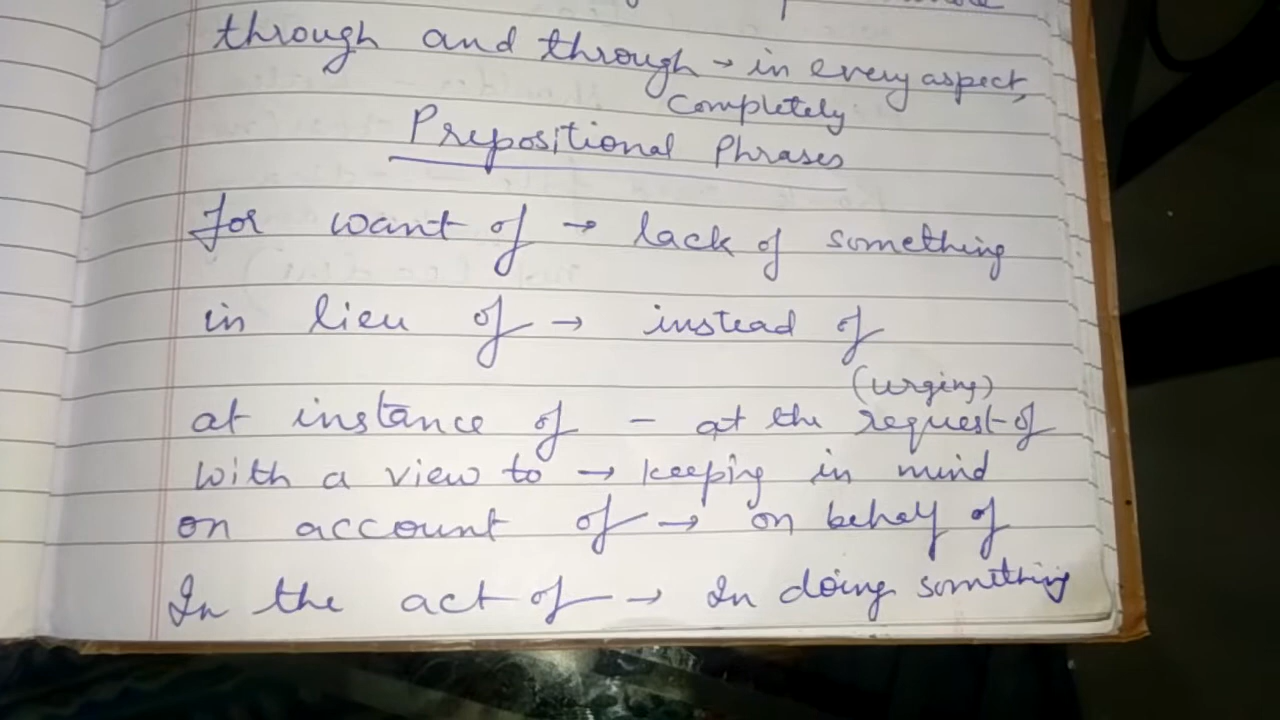 through and through → in every aspect,
completely
Prepositional Phrases
for want of → lack of something
in lieu of → instead of
(urging)
at instance of - at the request of
with a view to → keeping in mind
on account of → on behalf of
In the act of → In doing something